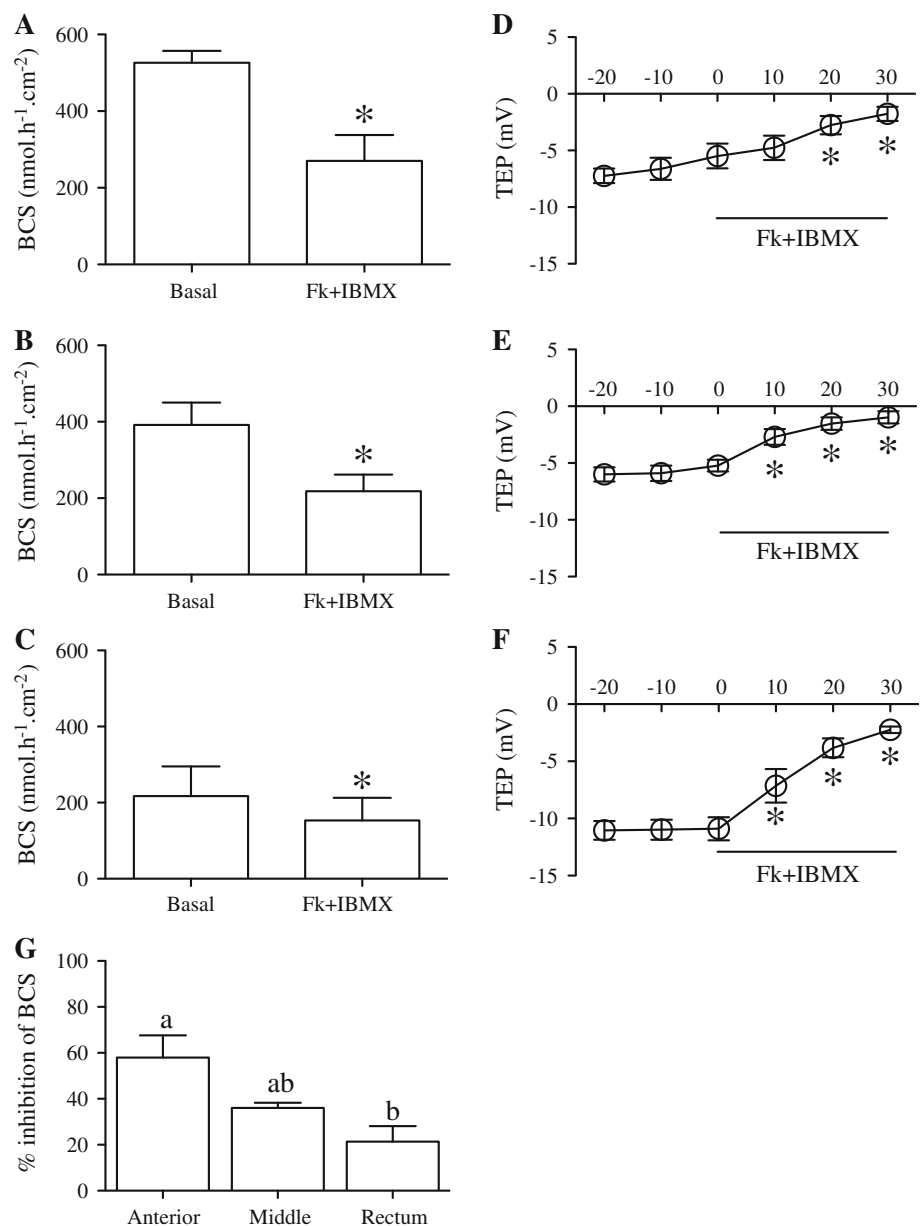 A
BCS (nmol.h-1.cm-2)
600
400
200
0
*
Basal Fk+IBMX
D
TEP (mV)
5
-20 -10 0 10 20 30
0
-5
* *
-10
Fk+IBMX
-15
B
BCS (nmol.h-1.cm-2)
600
400
200
0
*
Basal Fk+IBMX
E
TEP (mV)
5
-20 -10 0 10 20 30
0
-5
* * *
-10
Fk+IBMX
-15
C
BCS (nmol.h-1.cm-2)
600
400
200
0
*
Basal Fk+IBMX
F
TEP (mV)
5
-20 -10 0 10 20 30
0
-5
* * *
-10
Fk+IBMX
-15
G
% inhibition of BCS
100
80
60
40
20
0
a
ab
b
Anterior Middle Rectum